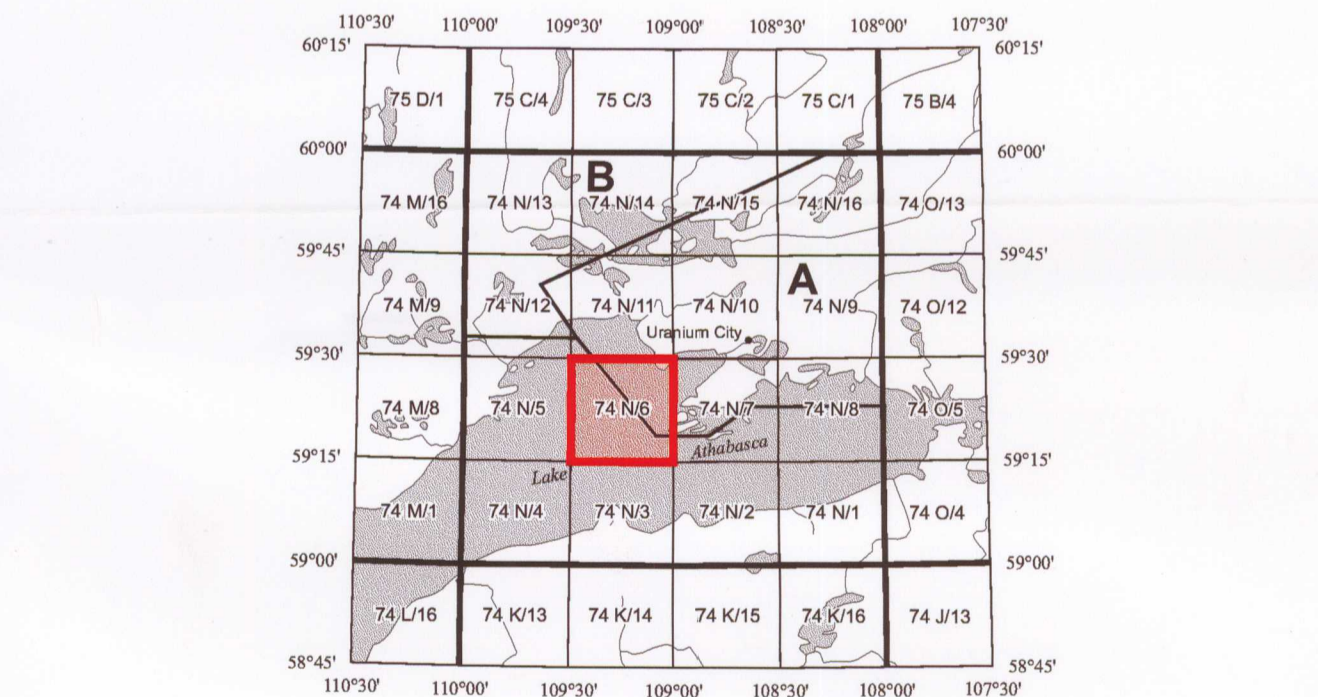 110°30' 110°00' 109°30' 109°00' 108°30' 108°00' 107°30'
60°15' 60°15'
75 D/1 75 C/4 75 C/3 75 C/2 75 C/1 75 B/4
60°00' 60°00'
B
74 M/16 74 N/13 74 N/14 74 N/15 74 N/16 74 O/13
59°45' 59°45'
A
74 M/9 74 N/12 74 N/11 74 N/10 74 N/9 74 O/12
Uranium City
59°30' 59°30'
74 M/8 74 N/5 74 N/6 74 N/7 74 N/8 74 O/5
Athabasca
59°15' 59°15'
Lake
74 M/1 74 N/4 74 N/3 74 N/2 74 N/1 74 O/4
59°00' 59°00'
74 L/16 74 K/13 74 K/14 74 K/15 74 K/16 74 J/13
58°45' 58°45'
110°30' 110°00' 109°30' 109°00' 108°30' 108°00' 107°30'